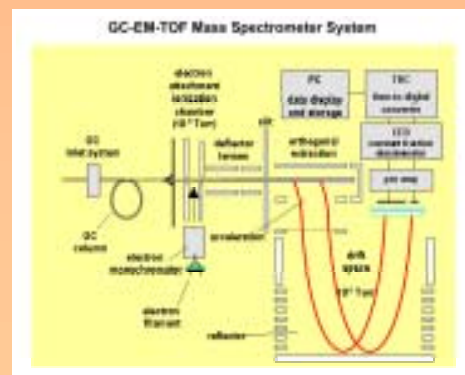 GC-EM-TOF Mass Spectrometer System
electron
attachment
ionization
chamber
PC
data display
and storage
TDC
time to digital
converter
CFD
constant fraction
discriminator
pre amp
slit
deflector
lenses
orthogonal
extraction
GC
inlet system
GC
column
acceleration
electron
monochromator
electron
filament
drift
space
reflector